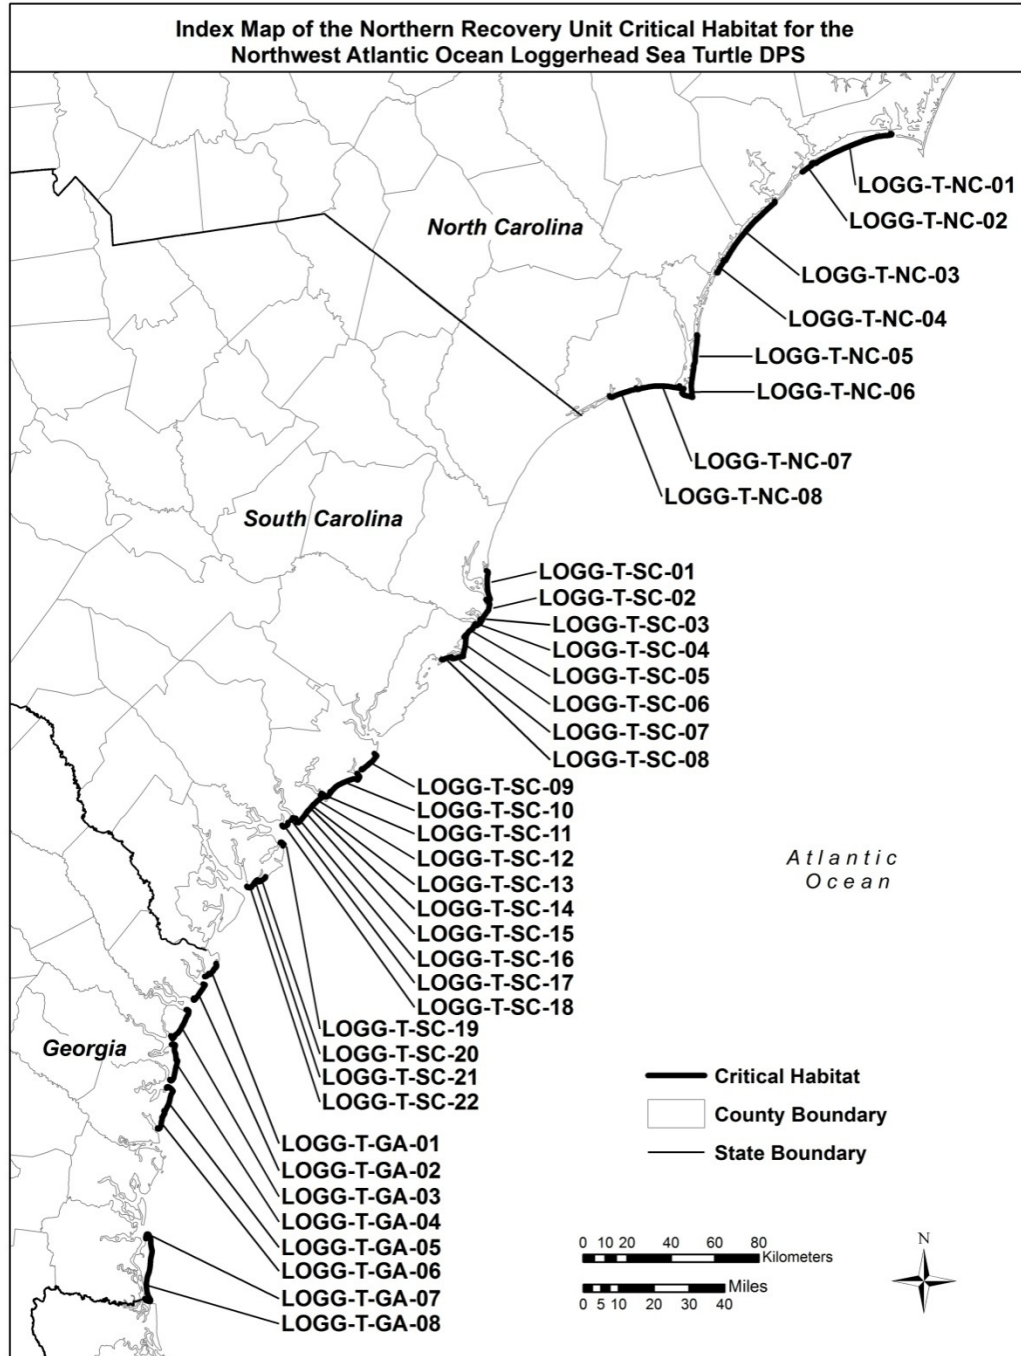 Index Map of the Northern Recovery Unit Critical Habitat for the
Northwest Atlantic Ocean Loggerhead Sea Turtle DPS
LOGG-T-NC-01
LOGG-T-NC-02
North Carolina
LOGG-T-NC-03
LOGG-T-NC-04
LOGG-T-NC-05
LOGG-T-NC-06
LOGG-T-NC-07
LOGG-T-NC-08
South Carolina
LOGG-T-SC-01
LOGG-T-SC-02
LOGG-T-SC-03
LOGG-T-SC-04
LOGG-T-SC-05
LOGG-T-SC-06
LOGG-T-SC-07
LOGG-T-SC-08
LOGG-T-SC-09
LOGG-T-SC-10
LOGG-T-SC-11
LOGG-T-SC-12
LOGG-T-SC-13
LOGG-T-SC-14
LOGG-T-SC-15
LOGG-T-SC-16
LOGG-T-SC-17
LOGG-T-SC-18
LOGG-T-SC-19
LOGG-T-SC-20
LOGG-T-SC-21
LOGG-T-SC-22
Atlantic
Ocean
Georgia
LOGG-T-GA-01
LOGG-T-GA-02
LOGG-T-GA-03
LOGG-T-GA-04
LOGG-T-GA-05
LOGG-T-GA-06
LOGG-T-GA-07
LOGG-T-GA-08
Critical Habitat
County Boundary
State Boundary
0 10 20 40 60 80
Kilometers
Miles
0 5 10 20 30 40
N